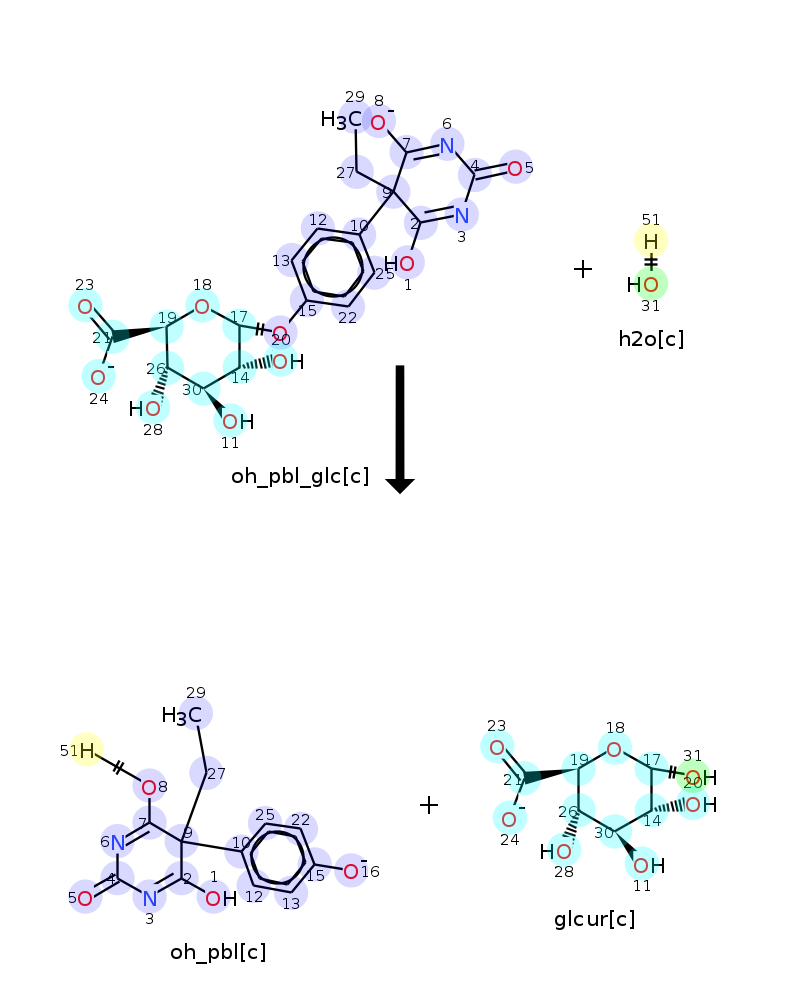 29
8
-
H3C
O
6
7
N
4
O 5
27
9
2
N
3
12
10
51
H
13
HO
1
25
+
HO
31
23
18
15
22
h2o[c]
O
O
19
17
O
20
21
-
26
14
OH
O
24
30
HO
28
OH
11
oh_pbl_glc[c]
29
H3C
51 H
27
23
18
31
O8
O
O
19
17
OH
20
7
9
25
22
+
21
OH
6 N
10
-
O
24
26
14
4
2
1
15
-
O 16
30
5 O
N
3
OH
12
13
HO
28
OH
11
oh_pbl[c]
glcur[c]